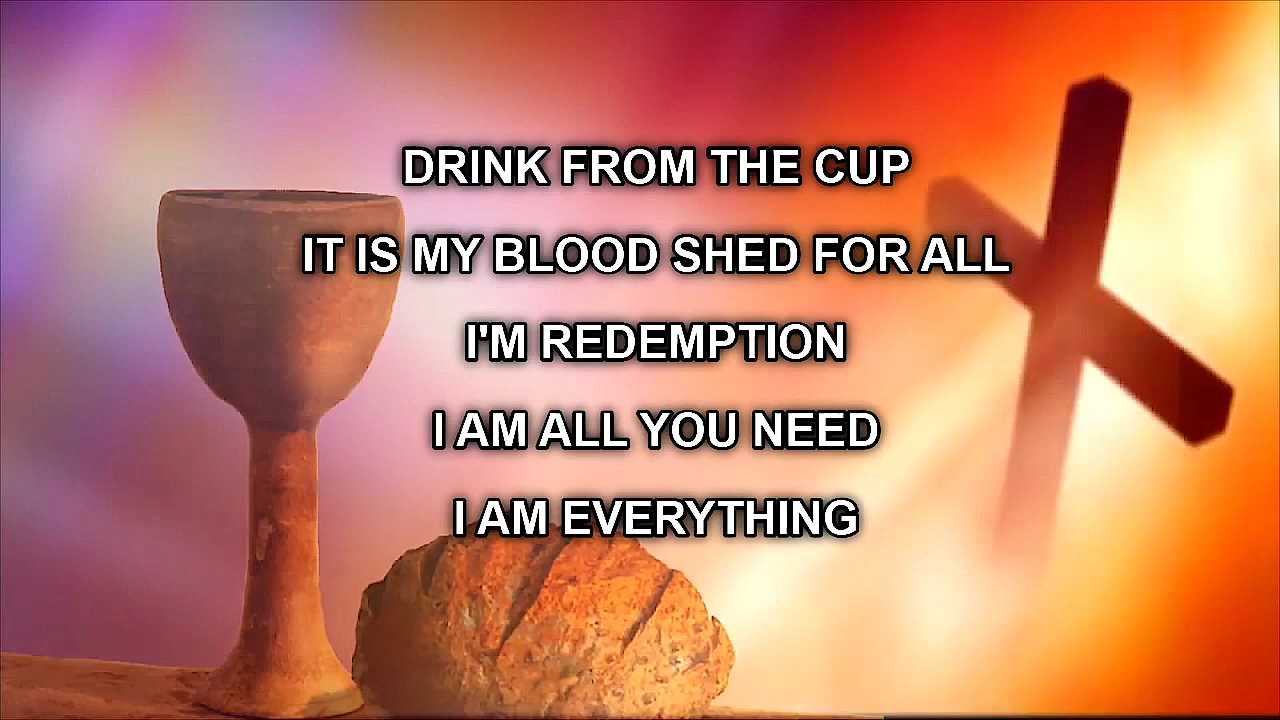 DRINK FROM THE CUP
IT IS MY BLOOD SHED FOR ALL
I'M REDEMPTION
I AM ALL YOU NEED
I AM EVERYTHING